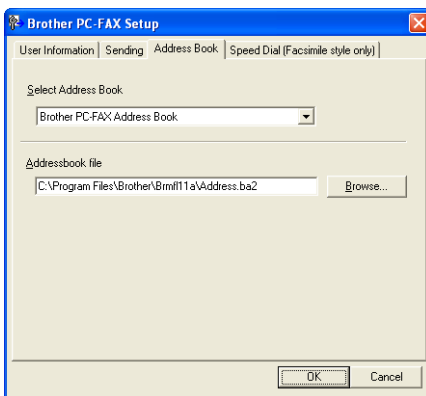 Brother PC-FAX Setup
User Information Sending Address Book Speed Dial (Facsimile style only)
Select Address Book
Brother PC-FAX Address Book
Addressbook file
C:\Program Files\Brother\Brmfl11a\Address.ba2 Browse...
OK Cancel